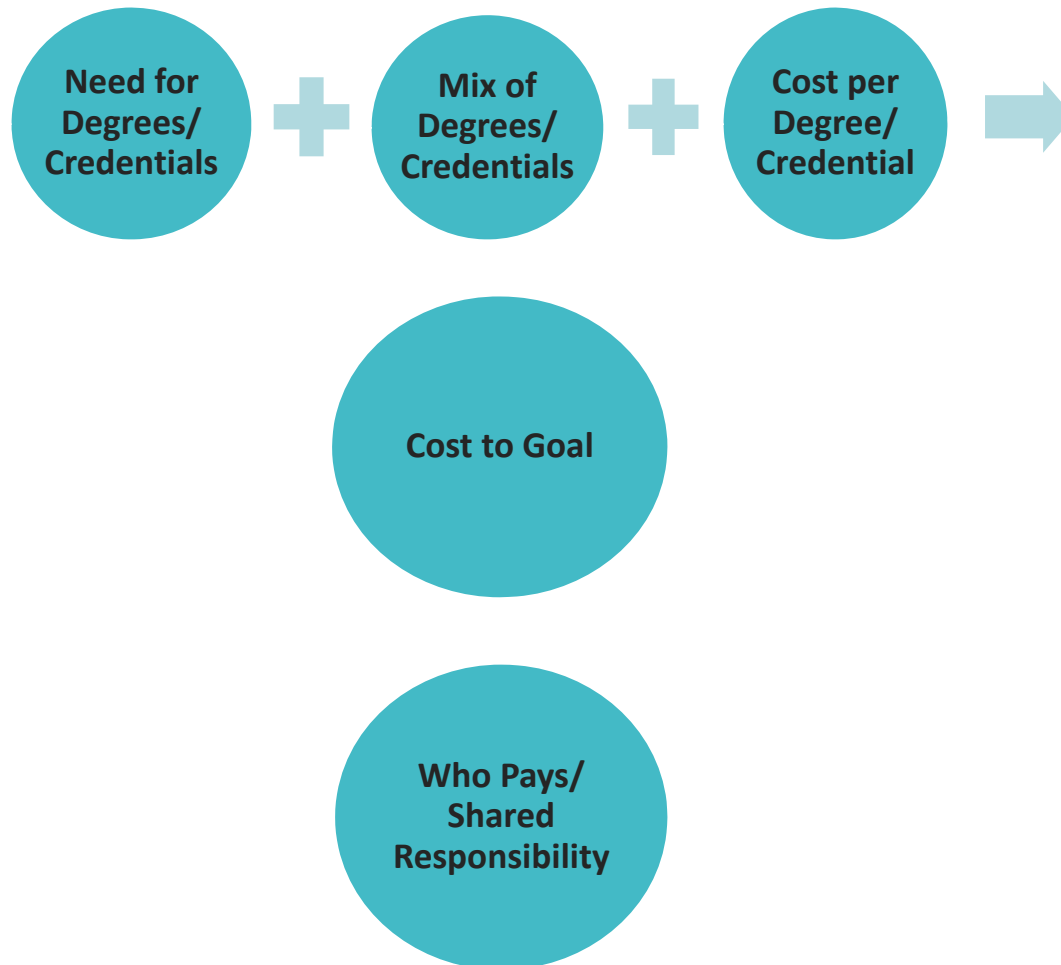 Need for
Degrees/
Credentials
Mix of
Degrees/
Credentials
Cost per
Degree/
Credential
Cost to Goal
Who Pays/
Shared
Responsibility